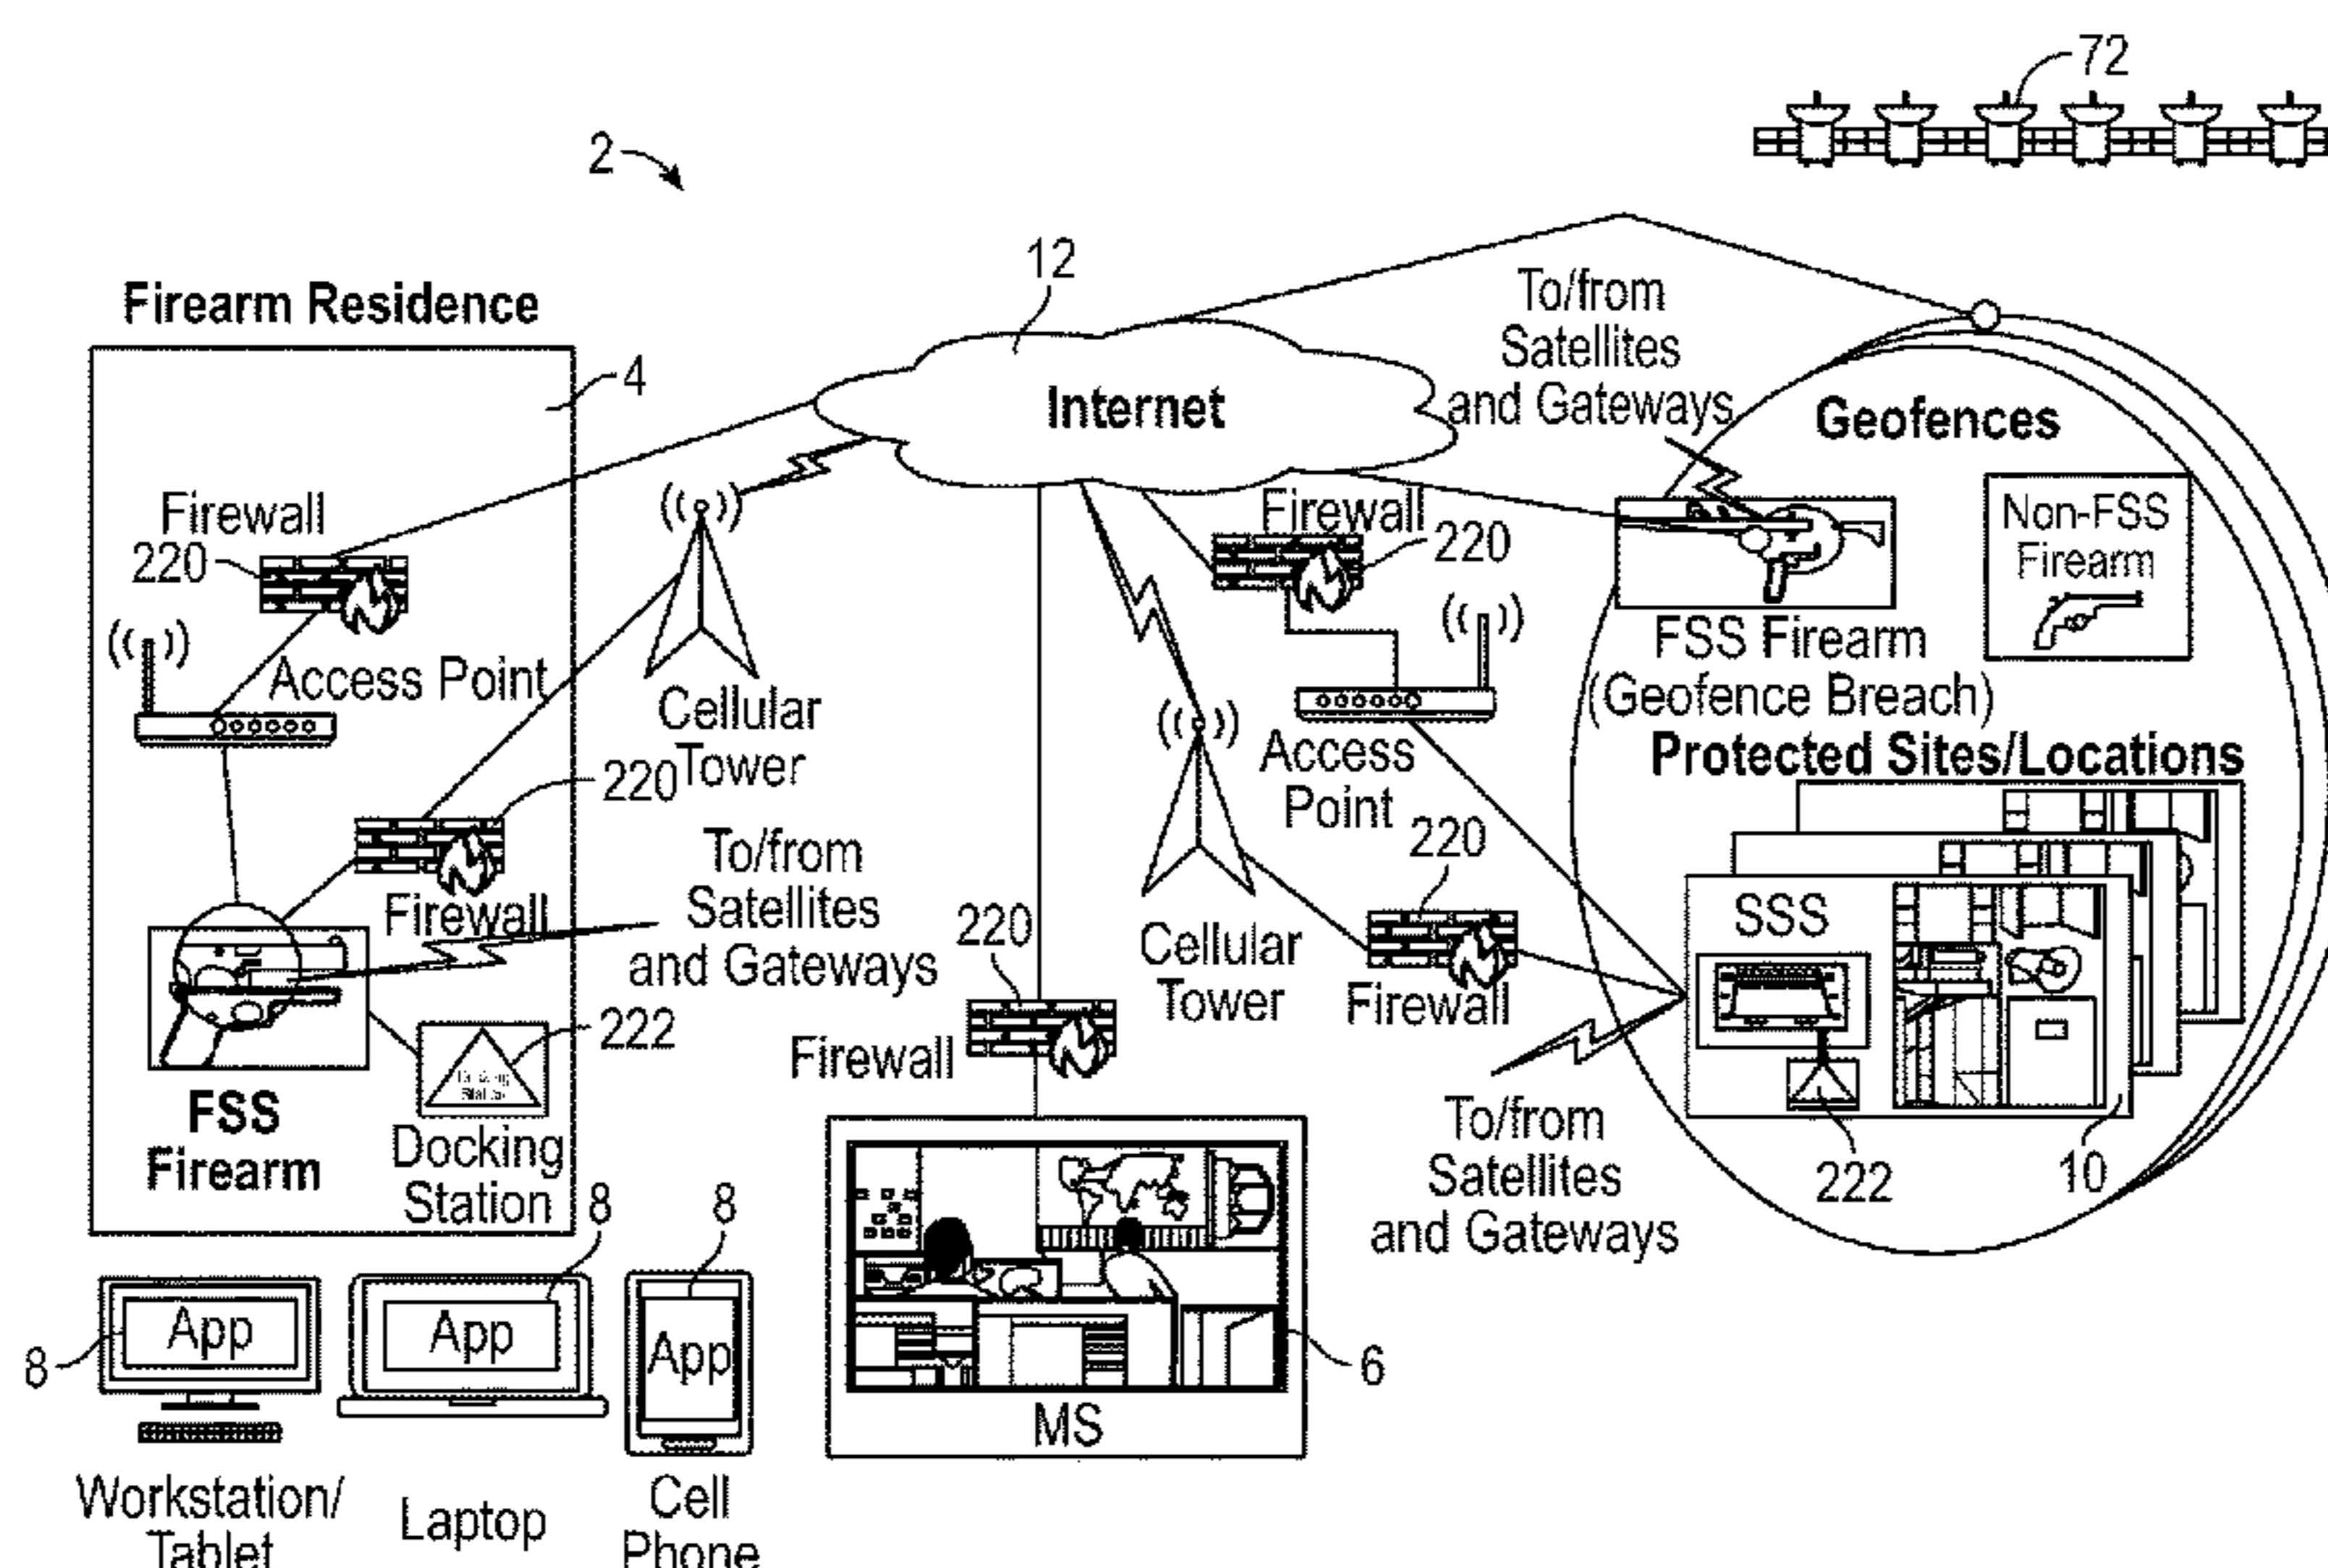 72
2
12
Firearm Residence
To/from
Satellites
and Gateways
4
Internet
Geofences
Firewall
220
Firewall
220
Non-FSS
Firearm
Access Point
FSS Firearm
(Geofence Breach)
Cellular
Tower
220
Access
Point
Protected Sites/Locations
220
To/from
Satellites
and Gateways
Firewall
220
SSS
Cellular
Tower
Firewall
222
Firewall
Docking
Station
FSS
Firearm
Docking
Station
To/from
Satellites
and Gateways
222
10
8
8
App
App
App
8
6
MS
Workstation/
Tablet
Laptop
Cell
Phone